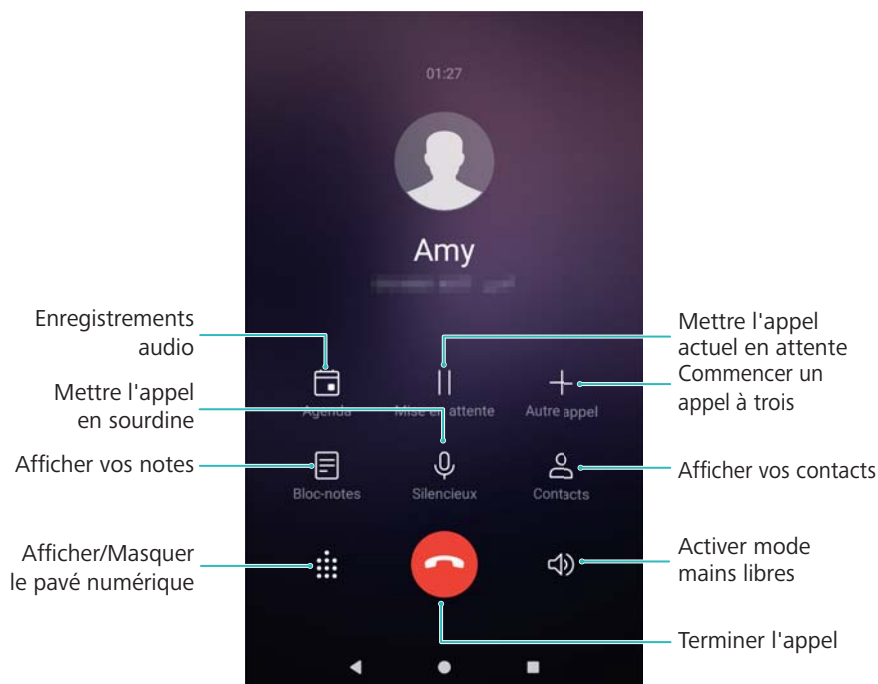 01:27
Amy
Enregistrements
audio
Mettre l'appel
actuel en attente
Commencer un
appel à trois
Mettre l'appel
en sourdine
Agenda
Mise en attente
Autre appel
Afficher vos notes
Afficher vos contacts
Bloc-notes
Silencieux
Contacts
Afficher/Masquer
le pavé numérique
Activer mode
mains libres
Terminer l'appel